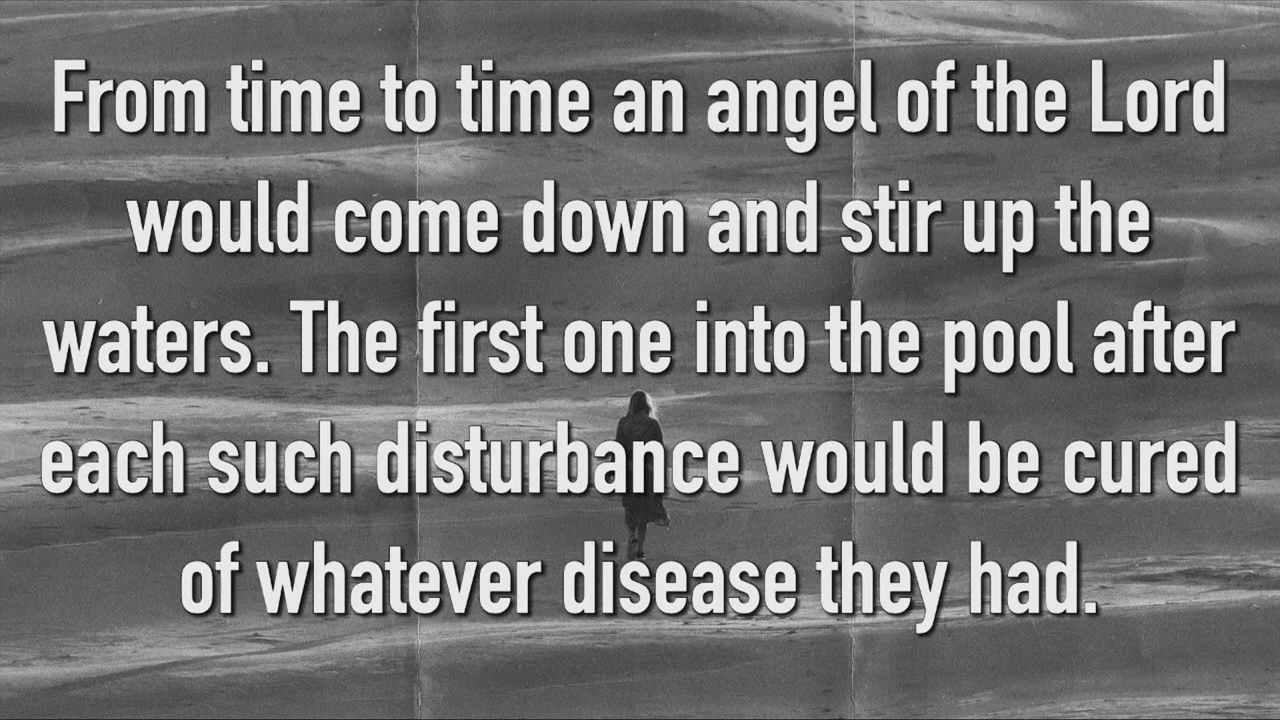 From time to time an angel of the Lord
would come down and stir up the
waters. The first one into the pool after
each such disturbance would be cured
of whatever disease they had.